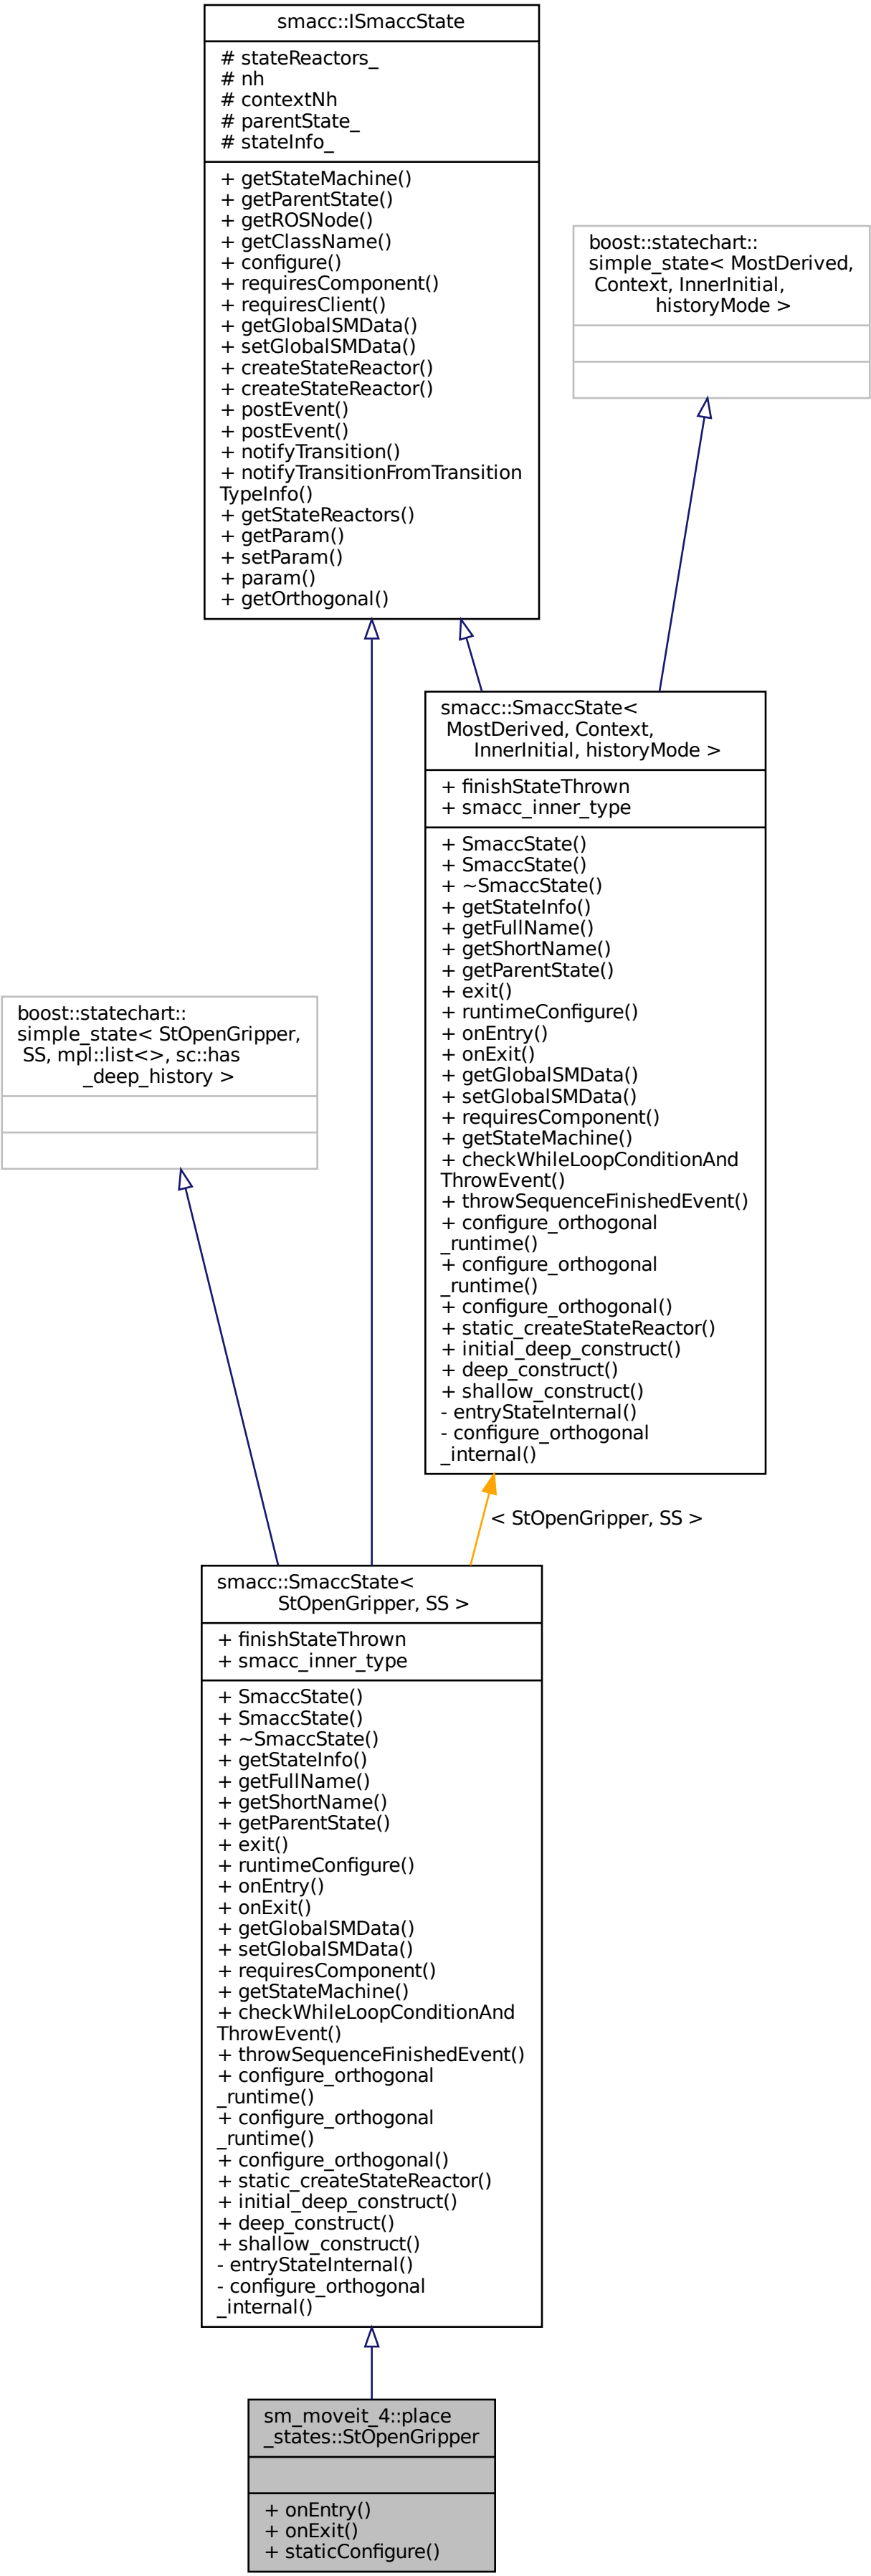 smacc::ISmaccState
# stateReactors_
# nh
# contextNh
# parentState_
# stateInfo_
+ getStateMachine()
+ getParentState()
+ getROSNode()
+ getClassName()
+ configure()
+ requiresComponent()
+ requiresClient()
+ getGlobalSMData()
+ setGlobalSMData()
+ createStateReactor()
+ createStateReactor()
+ postEvent()
+ postEvent()
+ notifyTransition()
+ notifyTransitionFromTransition
TypeInfo()
+ getStateReactors()
+ getParam()
+ setParam()
+ param()
+ getOrthogonal()
boost::statechart::
simple_state< MostDerived,
Context, InnerInitial,
historyMode >
smacc::SmaccState<
MostDerived, Context,
InnerInitial, historyMode >
+ finishStateThrown
+ smacc_inner_type
+ SmaccState()
+ SmaccState()
+ ~SmaccState()
+ getStateInfo()
+ getFullName()
+ getShortName()
+ getParentState()
+ exit()
+ runtimeConfigure()
+ onEntry()
+ onExit()
+ getGlobalSMData()
+ setGlobalSMData()
+ requiresComponent()
+ getStateMachine()
+ checkWhileLoopConditionAnd
ThrowEvent()
+ throwSequenceFinishedEvent()
+ configure_orthogonal
_runtime()
+ configure_orthogonal
_runtime()
+ configure_orthogonal()
+ static_createStateReactor()
+ initial_deep_construct()
+ deep_construct()
+ shallow_construct()
- entryStateInternal()
- configure_orthogonal
_internal()
boost::statechart::
simple_state< StOpenGripper,
SS, mpl::list<>, sc::has
_deep_history >
< StOpenGripper, SS >
smacc::SmaccState<
StOpenGripper, SS >
+ finishStateThrown
+ smacc_inner_type
+ SmaccState()
+ SmaccState()
+ ~SmaccState()
+ getStateInfo()
+ getFullName()
+ getShortName()
+ getParentState()
+ exit()
+ runtimeConfigure()
+ onEntry()
+ onExit()
+ getGlobalSMData()
+ setGlobalSMData()
+ requiresComponent()
+ getStateMachine()
+ checkWhileLoopConditionAnd
ThrowEvent()
+ throwSequenceFinishedEvent()
+ configure_orthogonal
_runtime()
+ configure_orthogonal
_runtime()
+ configure_orthogonal()
+ static_createStateReactor()
+ initial_deep_construct()
+ deep_construct()
+ shallow_construct()
- entryStateInternal()
- configure_orthogonal
_internal()
sm_moveit_4::place
_states::StOpenGripper
+ onEntry()
+ onExit()
+ staticConfigure()